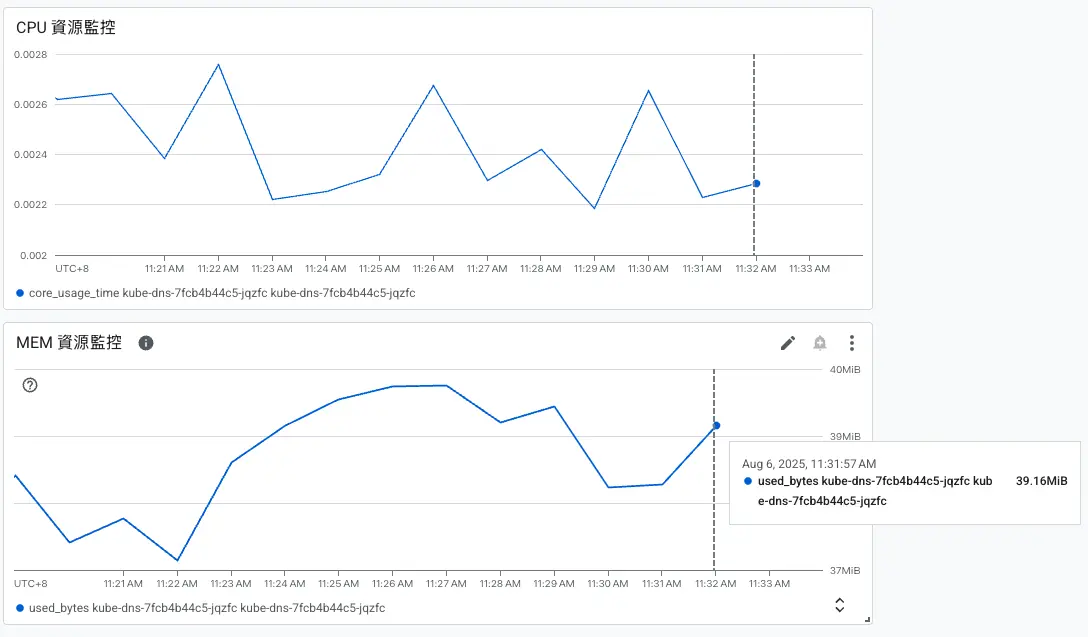 CPU 資源監控
0.0028
0.0026
0.0024
0.0022
0.002
UTC+8 11:21 AM 11:22 AM 11:23 AM 11:24 AM 11:25 AM 11:26 AM 11:27 AM 11:28 AM 11:29 AM 11:30 AM 11:31 AM 11:32 AM 11:33 AM
core_usage_time kube-dns-7fcb4b44c5-jqzfc kube-dns-7fcb4b44c5-jqzfc
MEM 資源監控
40MiB
39MiB
Aug 6, 2025, 11:31:57 AM
used_bytes kube-dns-7fcb4b44c5-jqzfc kub 39.16MiB
e-dns-7fcb4b44c5-jqzfc
37MiB
UTC+8 11:21 AM 11:22 AM 11:23 AM 11:24 AM 11:25 AM 11:26 AM 11:27 AM 11:28 AM 11:29 AM 11:30 AM 11:31 AM 11:32 AM 11:33 AM
used_bytes kube-dns-7fcb4b44c5-jqzfc kube-dns-7fcb4b44c5-jqzfc